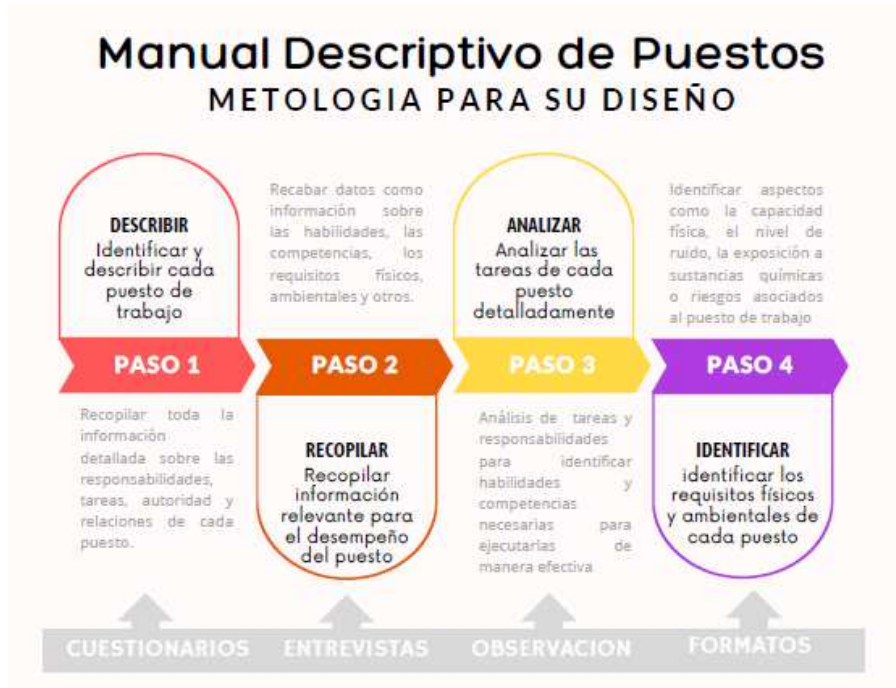 Manual Descriptivo de Puestos
METOLOGIA PARA SU DISEÑO
DESCRIBIR
Identificar y
describir cada
puesto de
trabajo
PASO 1
Recopilar toda la
información
detallada sobre las
responsabilidades,
tareas, autoridad y
relaciones de cada
puesto.
Recabar datos como
información sobre
las habilidades, las
competencias, los
requisitos físicos,
ambientales y otros.
PASO 2
RECOPILAR
Recopilar
información
relevante para
el desempeño
del puesto
ANALIZAR
Analizar las
tareas de cada
puesto
detalladamente
PASO 3
Análisis de tareas y
responsabilidades
para identificar
habilidades y
competencias
necesarias para
ejecutarlas de
manera efectiva
Identificar aspectos
como la capacidad
física, el nivel de
ruido, la exposición a
sustancias químicas
o riesgos asociados
al puesto de trabajo
PASO 4
IDENTIFICAR
identificar los
requisitos físicos
y ambientales de
cada puesto
CUESTIONARIOS
ENTREVISTAS
OBSERVACION
FORMATOS